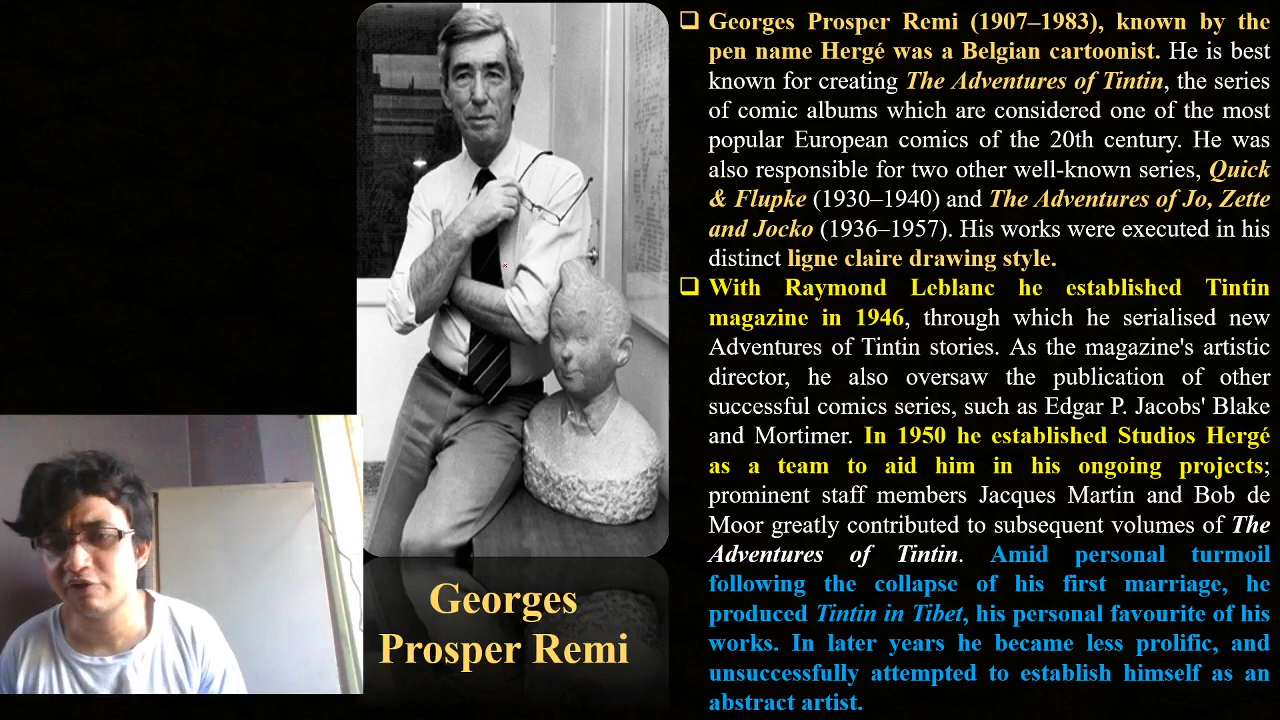 Georges
Prosper Remi
❑ Georges Prosper Remi (1907–1983), known by the
pen name Hergé was a Belgian cartoonist. He is best
known for creating The Adventures of Tintin, the series
of comic albums which are considered one of the most
popular European comics of the 20th century. He was
also responsible for two other well-known series, Quick
& Flupke (1930–1940) and The Adventures of Jo, Zette
and Jocko (1936–1957). His works were executed in his
distinct ligne claire drawing style.
❑ With Raymond Leblanc he established Tintin
magazine in 1946, through which he serialised new
Adventures of Tintin stories. As the magazine's artistic
director, he also oversaw the publication of other
successful comics series, such as Edgar P. Jacobs' Blake
and Mortimer. In 1950 he established Studios Hergé
as a team to aid him in his ongoing projects;
prominent staff members Jacques Martin and Bob de
Moor greatly contributed to subsequent volumes of The
Adventures of Tintin. Amid personal turmoil
following the collapse of his first marriage, he
produced Tintin in Tibet, his personal favourite of his
works. In later years he became less prolific, and
unsuccessfully attempted to establish himself as an
abstract artist.